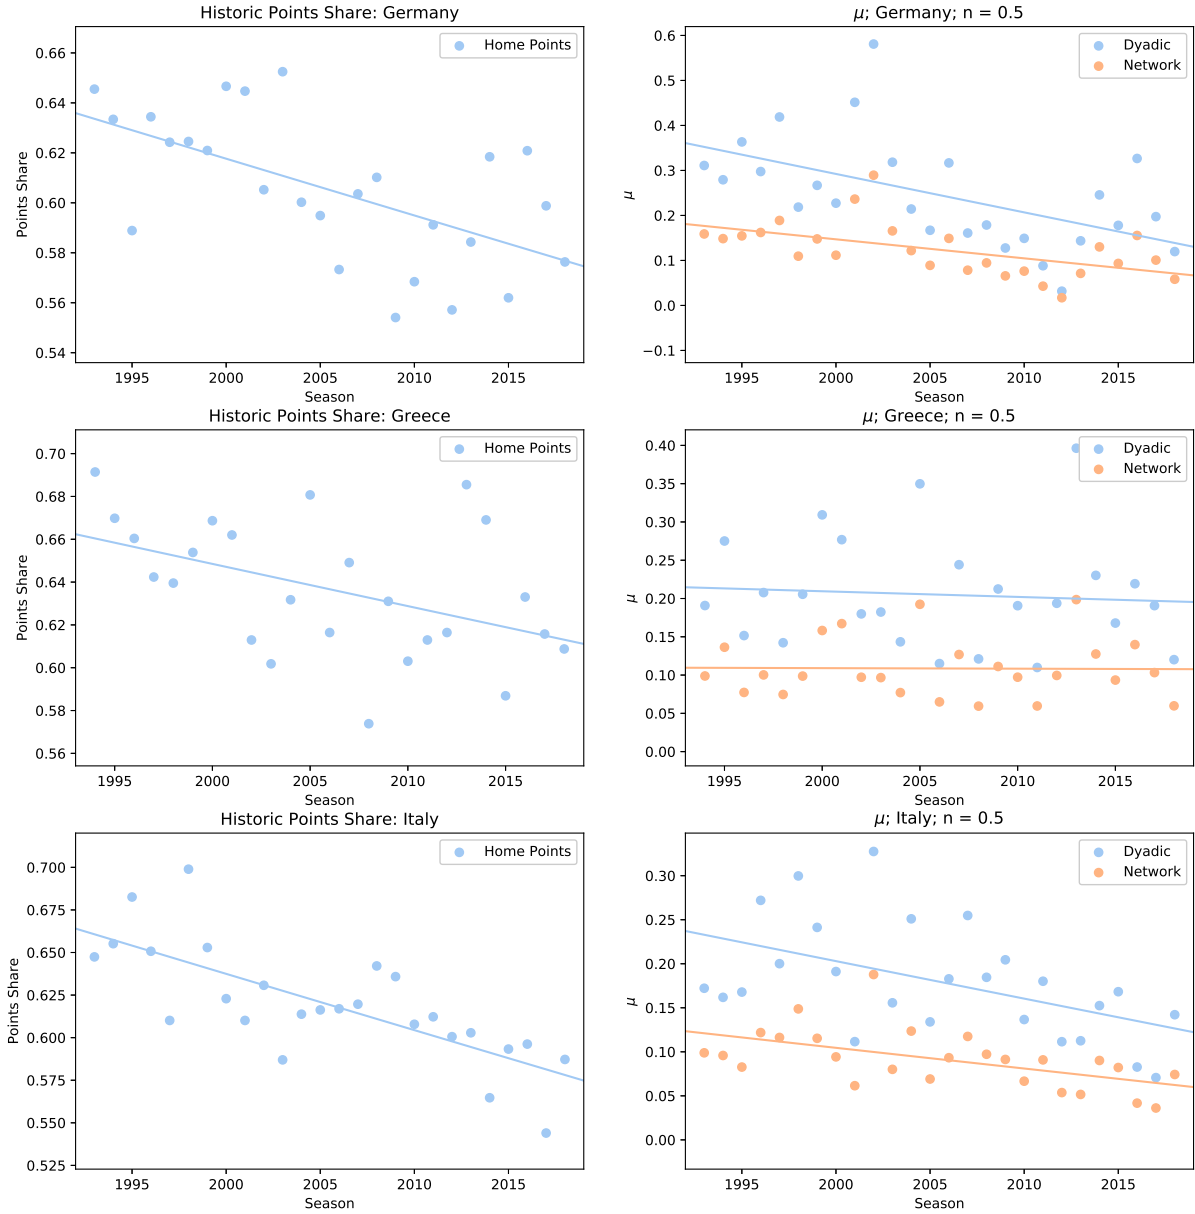 Historic Points Share: Germany
Points Share
0.66
0.64
0.62
0.60
0.58
0.56
0.54
Home Points
1995 2000 2005 2010 2015
Season
μ; Germany; n = 0.5
μ
0.6
0.5
0.4
0.3
0.2
0.1
0.0
−0.1
Dyadic
Network
1995 2000 2005 2010 2015
Season
Historic Points Share: Greece
Points Share
0.70
0.68
0.66
0.64
0.62
0.60
0.58
0.56
Home Points
1995 2000 2005 2010 2015
Season
μ; Greece; n = 0.5
μ
0.40
0.35
0.30
0.25
0.20
0.15
0.10
0.05
0.00
Dyadic
Network
1995 2000 2005 2010 2015
Season
Historic Points Share: Italy
Points Share
0.700
0.675
0.650
0.625
0.600
0.575
0.550
0.525
Home Points
1995 2000 2005 2010 2015
Season
μ; Italy; n = 0.5
μ
0.30
0.25
0.20
0.15
0.10
0.05
0.00
Dyadic
Network
1995 2000 2005 2010 2015
Season